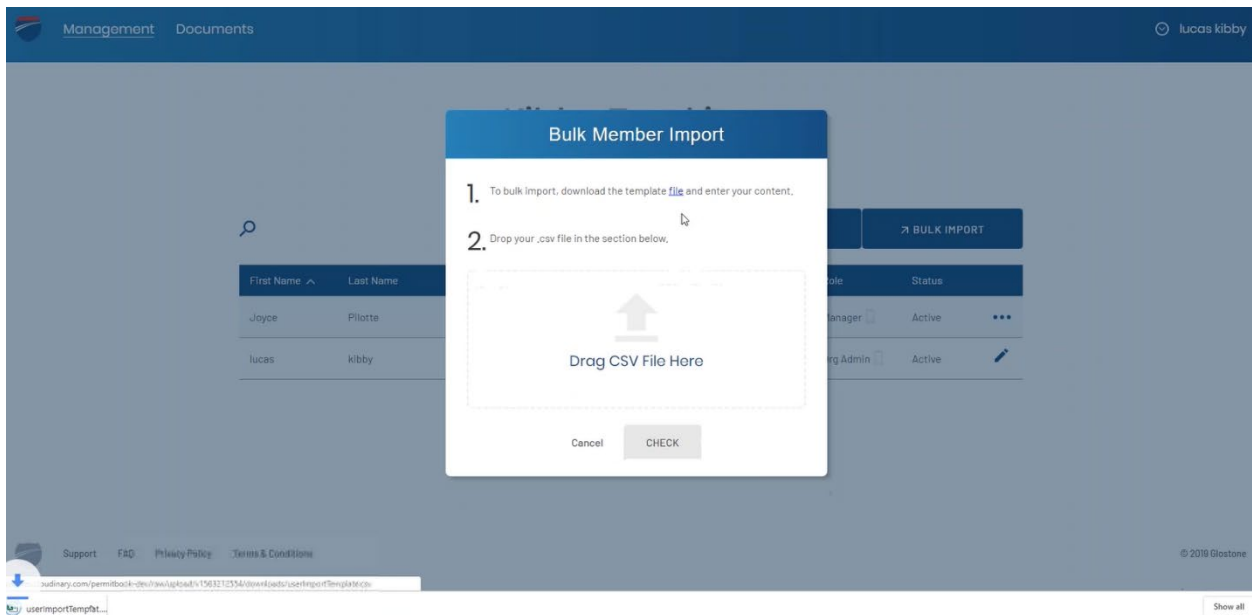 Management Documents lucas kibby
Bulk Member Import
1. To bulk import, download the template file and enter your content.
2. Drop your .csv file in the section below.
BULK IMPORT
First Name Last Name Role Status
Joyce Pilotte Manager Active
lucas kibby Org Admin Active
Drag CSV File Here
Cancel CHECK
Support FAQ Privacy Policy Terms & Conditions © 2019 Glostone
userImportTemplat...
Show all